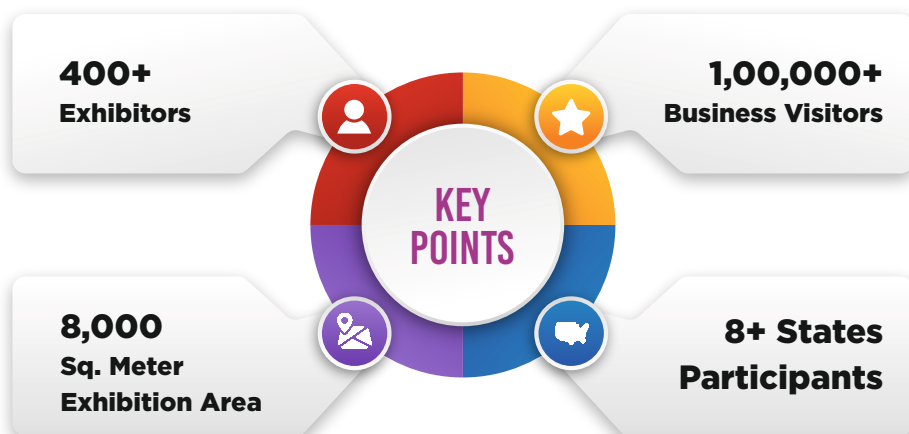 400+
Exhibitors
1,00,000+
Business Visitors
KEY
POINTS
8,000
Sq. Meter
Exhibition Area
8+ States
Participants